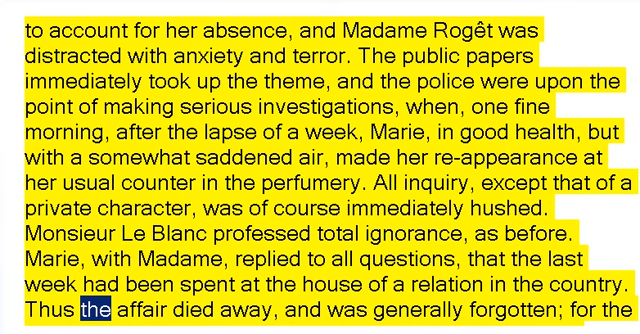 to account for her absence, and Madame Rogêt was
distracted with anxiety and terror. The public papers
immediately took up the theme, and the police were upon the
point of making serious investigations, when, one fine
morning, after the lapse of a week, Marie, in good health, but
with a somewhat saddened air, made her re-appearance at
her usual counter in the perfumery. All inquiry, except that of a
private character, was of course immediately hushed.
Monsieur Le Blanc professed total ignorance, as before.
Marie, with Madame, replied to all questions, that the last
week had been spent at the house of a relation in the country.
Thus the affair died away, and was generally forgotten; for the